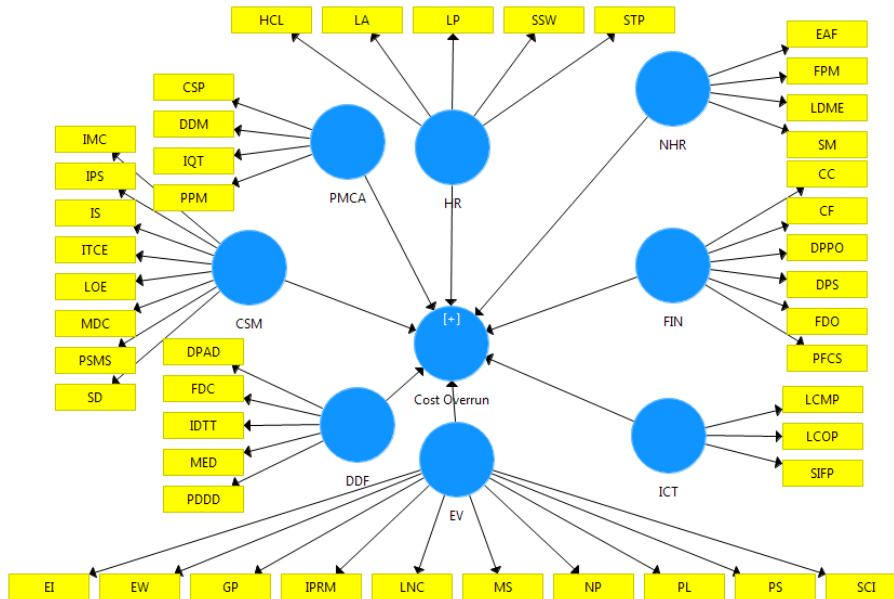 HCL
LA
LP
SSW
STP
EAF
FPM
LDME
SM
NHR
CSP
DDM
IQT
PPM
PMCA
HR
IMC
IPS
IS
ITCE
LOE
MDC
PSMS
SD
CSM
CC
CF
DPPO
DPS
FDO
PFCS
FIN
[+]
Cost Overrun
DPAD
FDC
IDTT
MED
PDDD
DDF
LCMP
LCOP
SIFP
ICT
EV
EI
EW
GP
IPRM
LNC
MS
NP
PL
PS
SCI